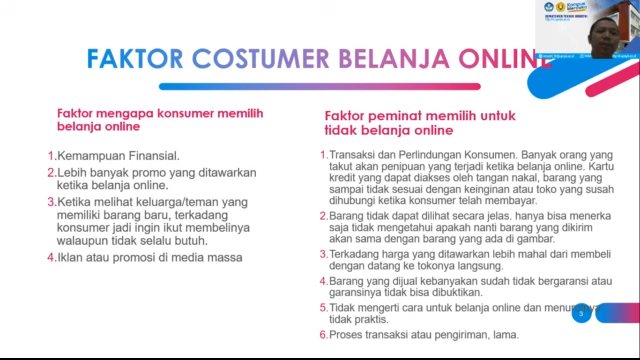 FAKTOR COSTUMER BELANJA ONLINE
Faktor mengapa konsumer memilih
belanja online
1.Kemampuan Finansial.
2.Lebih banyak promo yang ditawarkan
ketika belanja online.
3.Ketika melihat keluarga/teman yang
memiliki barang baru, terkadang
konsumer jadi ingin ikut membelinya
walaupun tidak selalu butuh.
4.Iklan atau promosi di media massa
Faktor peminat memilih untuk
tidak belanja online
1.Transaksi dan Perlindungan Konsumen. Banyak orang yang
takut akan penipuan yang terjadi ketika belanja online. Kartu
kredit yang dapat diakses oleh tangan nakal, barang yang
sampai tidak sesuai dengan keinginan atau toko yang susah
dihubungi ketika konsumer telah membayar.
2.Barang tidak dapat dilihat secara jelas. hanya bisa menerka
saja tidak mengetahui apakah nanti barang yang dikirim
akan sama dengan barang yang ada di gambar.
3.Terkadang harga yang ditawarkan lebih mahal dari membeli
dengan datang ke tokonya langsung.
4.Barang yang dijual kebanyakan sudah tidak bergaransi atau
garansinya tidak bisa dibuktikan.
5.Tidak mengerti cara untuk belanja online dan menurutnya
tidak praktis.
6.Proses transaksi atau pengiriman, lama.
3